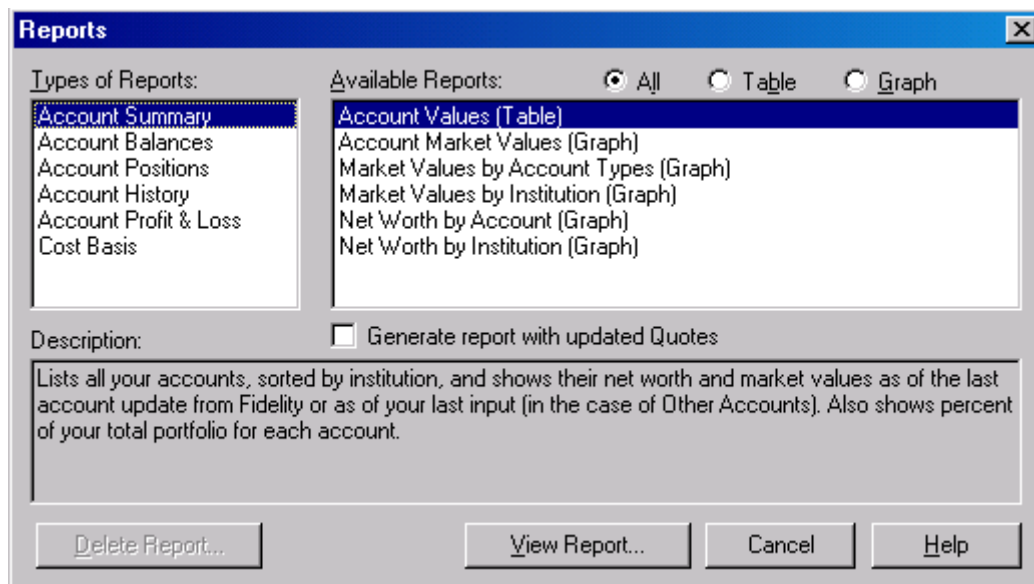 Reports
Types of Reports:
Account Summary
Account Balances
Account Positions
Account History
Account Profit & Loss
Cost Basis
Available Reports:
All
Table
Graph
Account Values (Table)
Account Market Values (Graph)
Market Values by Account Types (Graph)
Market Values by Institution (Graph)
Net Worth by Account (Graph)
Net Worth by Institution (Graph)
Generate report with updated Quotes
Description:
Lists all your accounts, sorted by institution, and shows their net worth and market values as of the last
account update from Fidelity or as of your last input (in the case of Other Accounts). Also shows percent
of your total portfolio for each account.
Delete Report...
View Report...
Cancel
Help